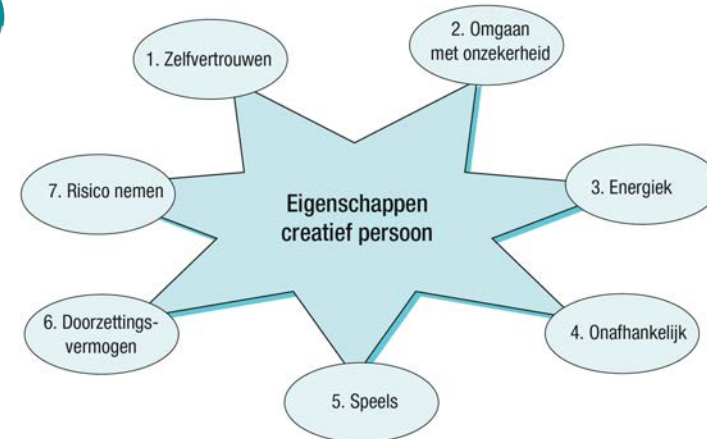 1. Zelfvertrouwen
2. Omgaan
met onzekerheid
3. Energiek
4. Onafhankelijk
5. Speels
6. Doorzettings-
vermogen
7. Risico nemen
Eigenschappen
creatief persoon